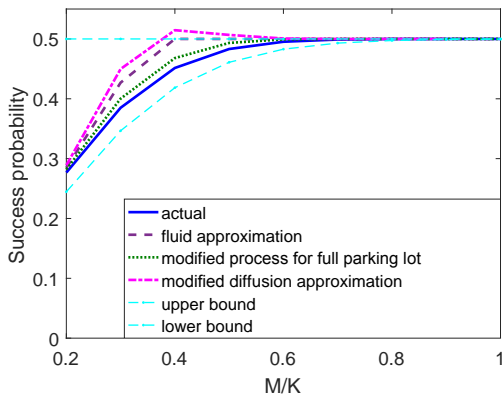 0.5
0.4
0.3
0.2
0.1
0
Success probability
actual
fluid approximation
modified process for full parking lot
modified diffusion approximation
upper bound
lower bound
0.2 0.4 0.6 0.8 1
M/K